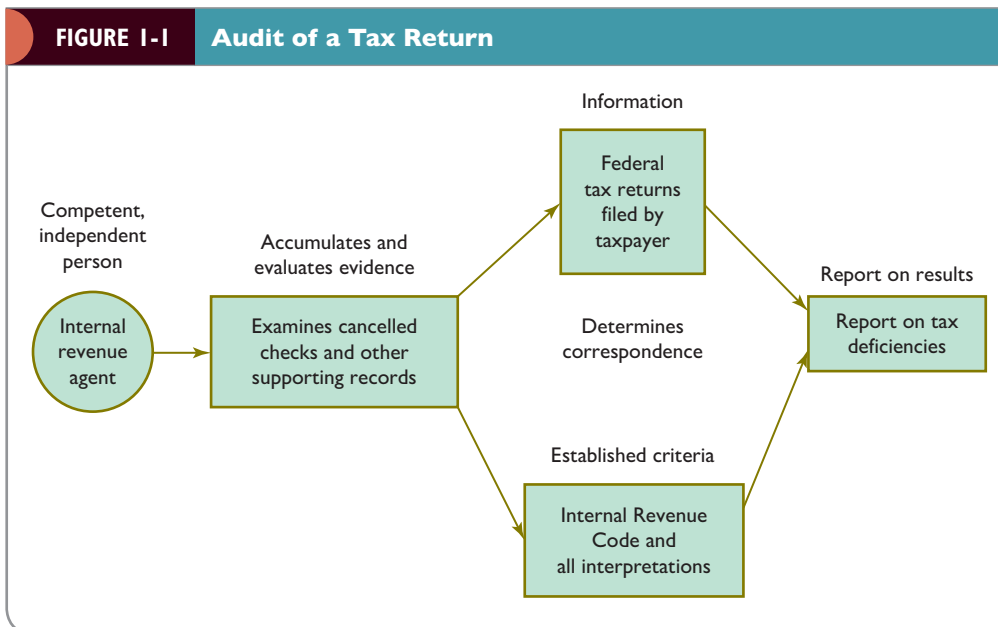 FIGURE 1-1 Audit of a Tax Return
Competent,
independent
person
Internal
revenue
agent
Accumulates and
evaluates evidence
Examines cancelled
checks and other
supporting records
Information
Federal
tax returns
filed by
taxpayer
Determines
correspondence
Established criteria
Internal Revenue
Code and
all interpretations
Report on results
Report on tax
deficiencies